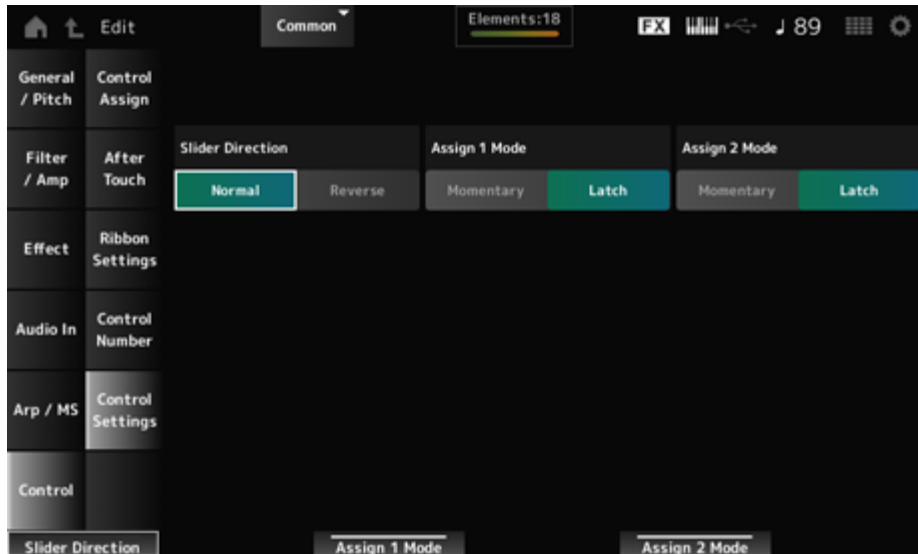 Edit
Common
Elements:18
FX
89
General
/ Pitch
Control
Assign
Filter
/ Amp
After
Touch
Slider Direction
Assign 1 Mode
Assign 2 Mode
Normal
Reverse
Momentary
Latch
Momentary
Latch
Effect
Ribbon
Settings
Audio In
Control
Number
Arp / MS
Control
Settings
Control
Slider Direction
Assign 1 Mode
Assign 2 Mode